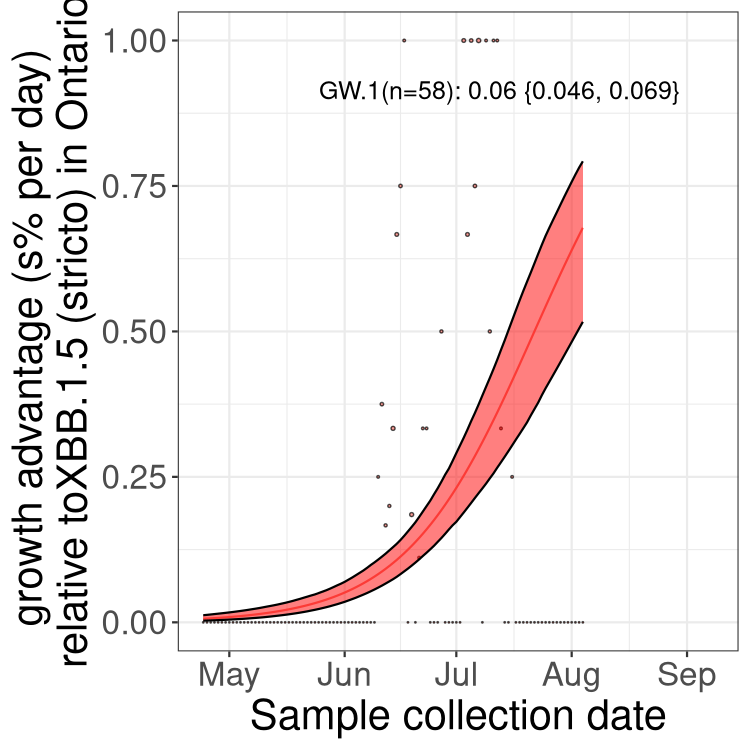 growth advantage (s% per day)
relative toXBB.1.5 (stricto) in Ontario
1.00
0.75
0.50
0.25
0.00
GW.1(n=58): 0.06 {0.046, 0.069}
May Jun Jul Aug Sep
Sample collection date